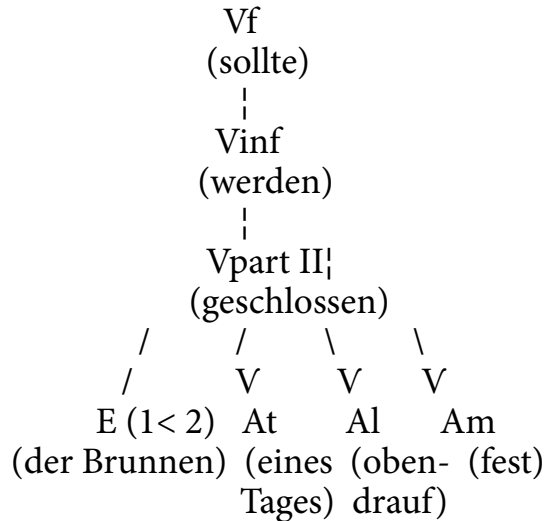 Vf
(sollte)
¦
Vinf
(werden)
¦
Vpart II¦
(geschlossen)
/ / \ \
/ V V V
E (1< 2) At Al Am
(der Brunnen) (eines (oben- (fest)
Tages) drauf)